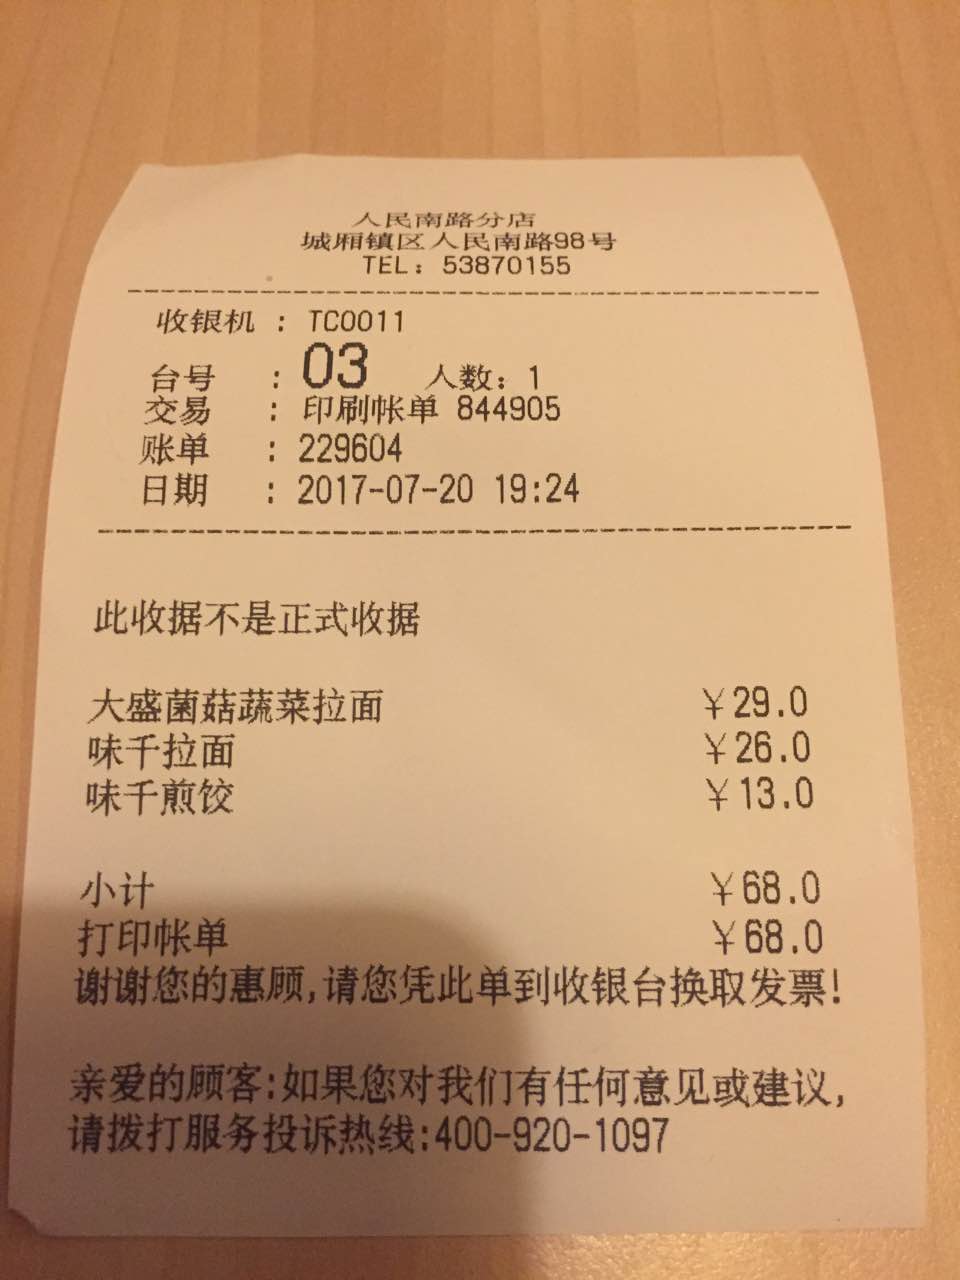 人民南路分店
城厢镇区人民南路98号
TEL: 53870155
收银机 : TC0011
台号 : 03 人数: 1
交易 : 印刷帐单 844905
账单 : 229604
日期 : 2017-07-20 19:24
此收据不是正式收据
大盛菌菇蔬菜拉面 ¥29.0
味千拉面 ¥26.0
味千煎饺 ¥13.0
小计 ¥68.0
打印帐单 ¥68.0
谢谢您的惠顾,请您凭此单到收银台换取发票!
亲爱的顾客:如果您对我们有任何意见或建议,
请拨打服务投诉热线:400-920-1097